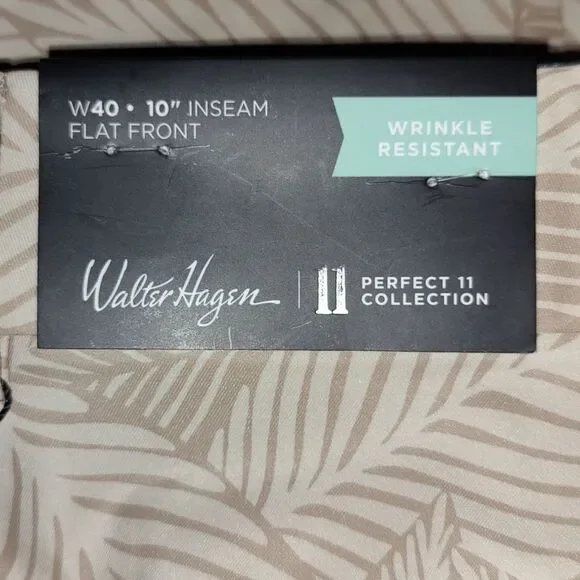 W40 • 10" INSEAM
FLAT FRONT
WRINKLE
RESISTANT
Walter Hagen
11
PERFECT 11
COLLECTION